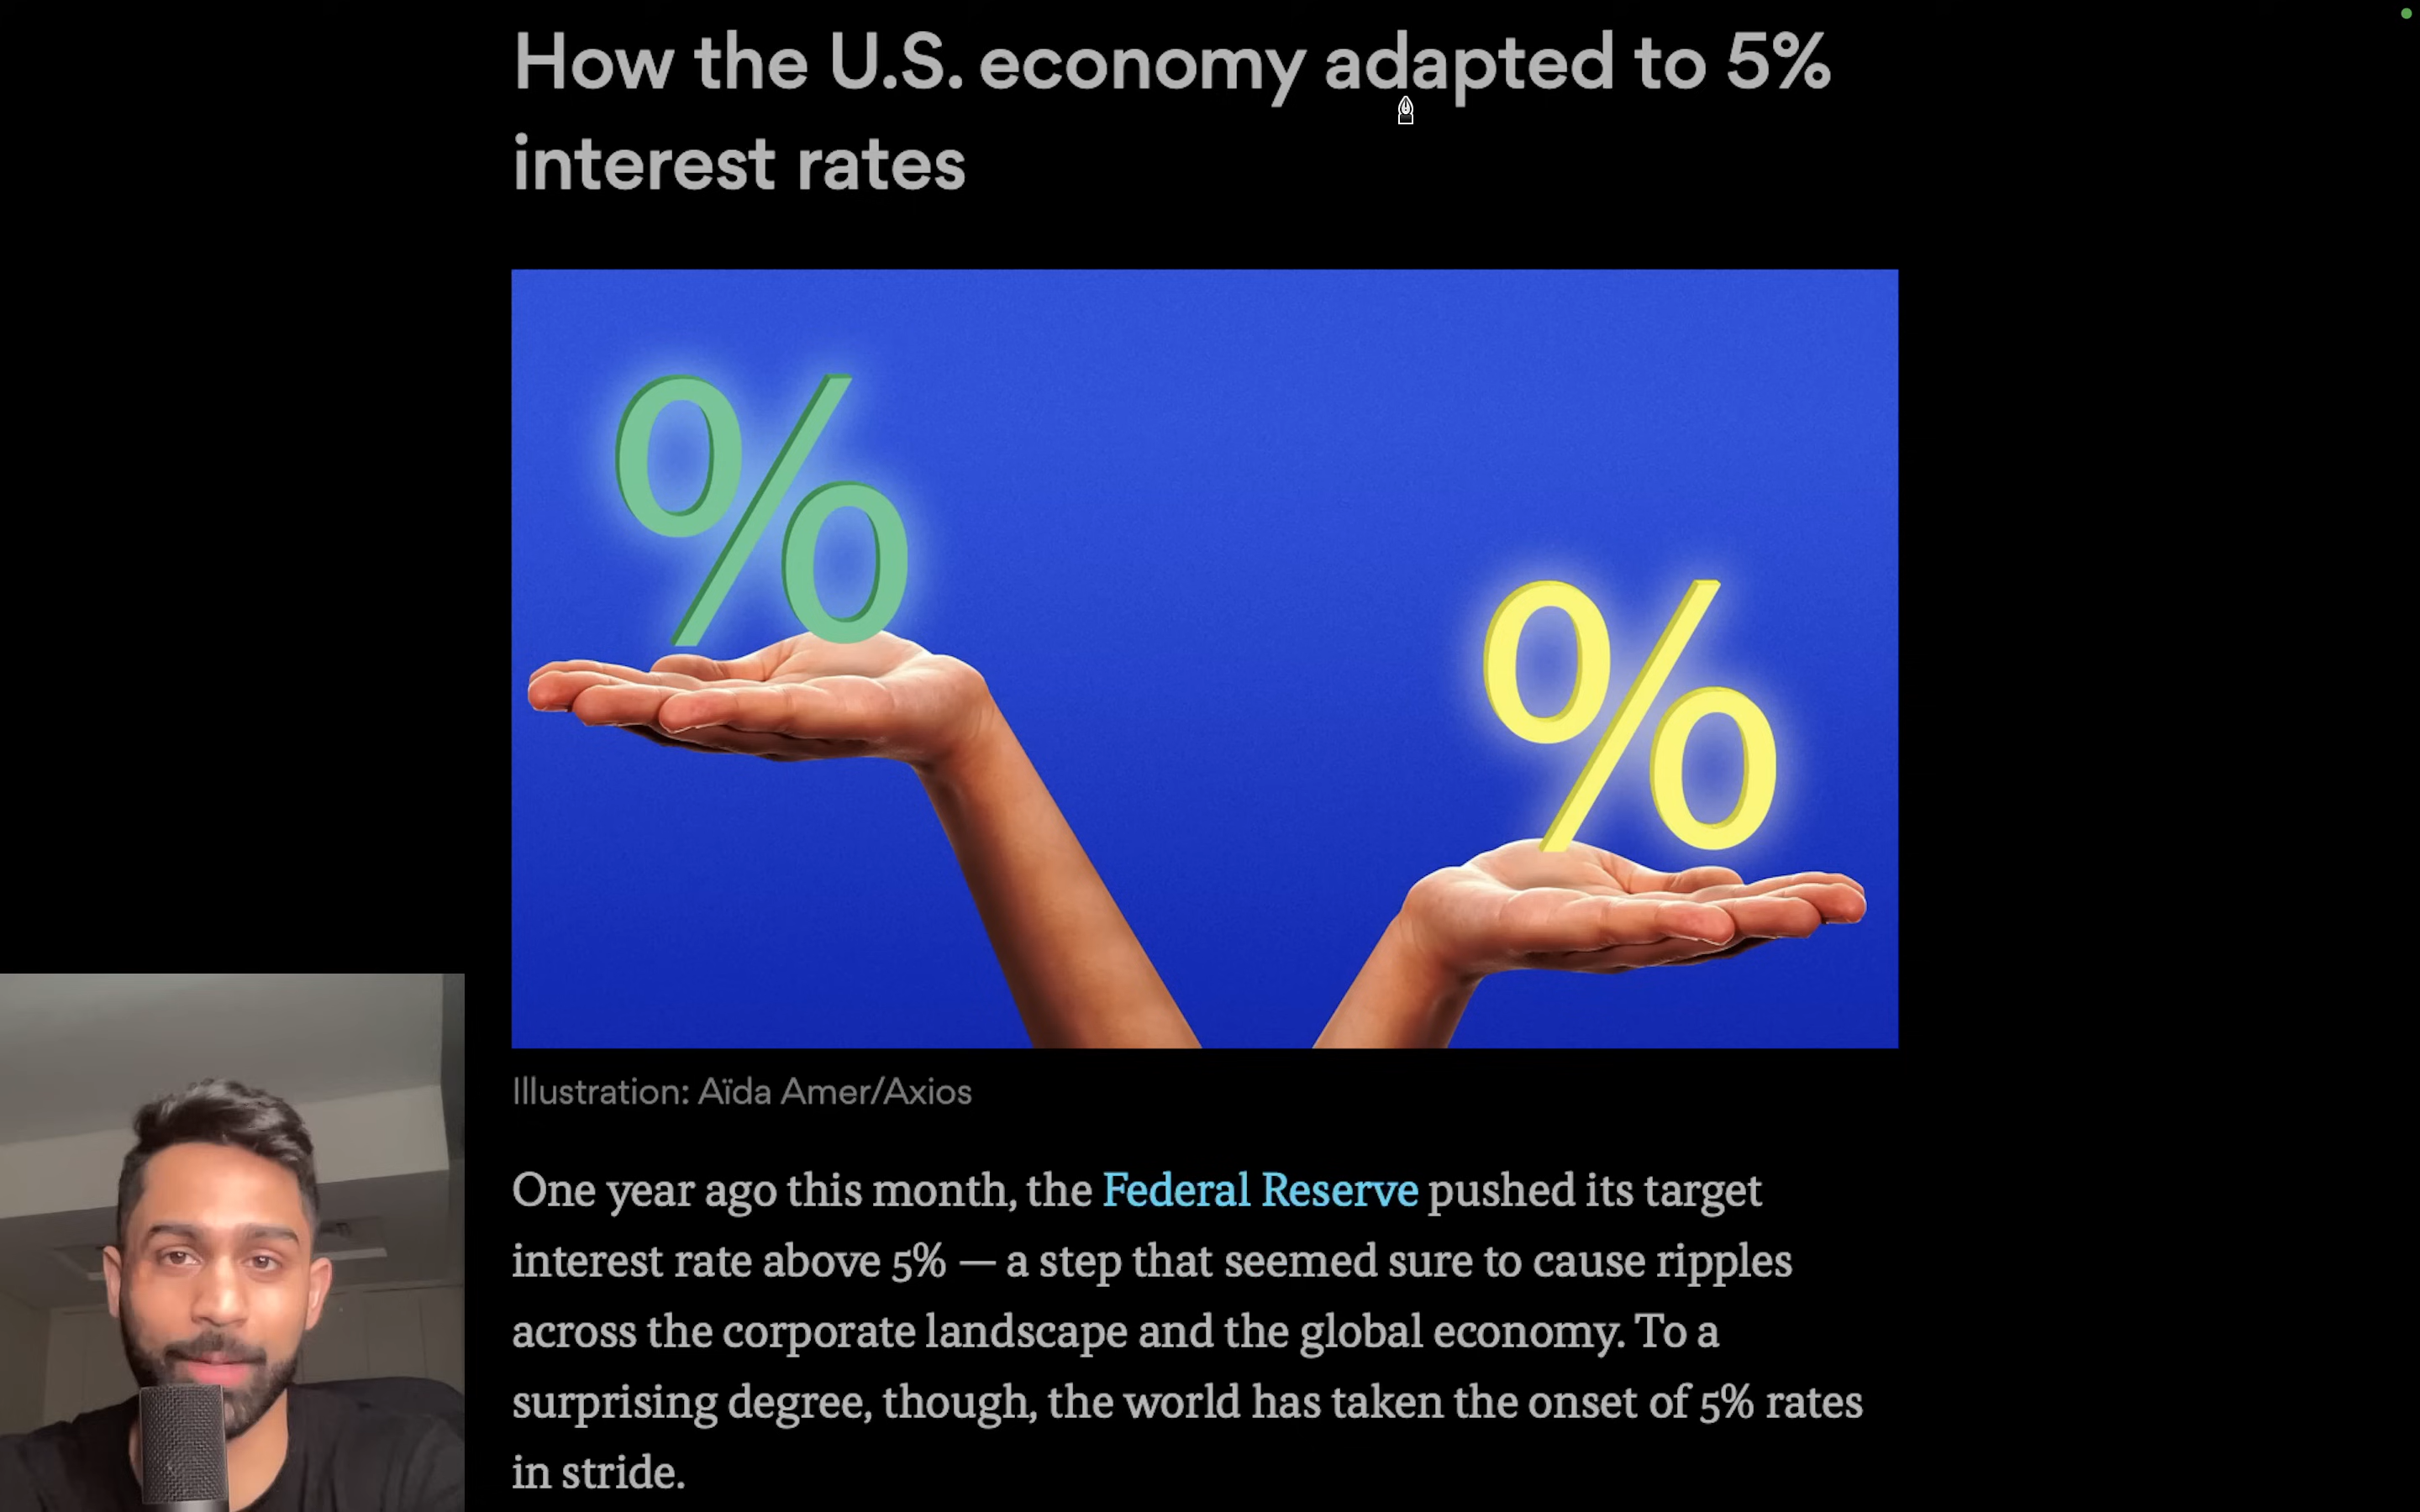 How the U.S. economy adapted to 5%
interest rates
%
%
Illustration: Aïda Amer/Axios
One year ago this month, the Federal Reserve pushed its target
interest rate above 5% — a step that seemed sure to cause ripples
across the corporate landscape and the global economy. To a
surprising degree, though, the world has taken the onset of 5% rates
in stride.